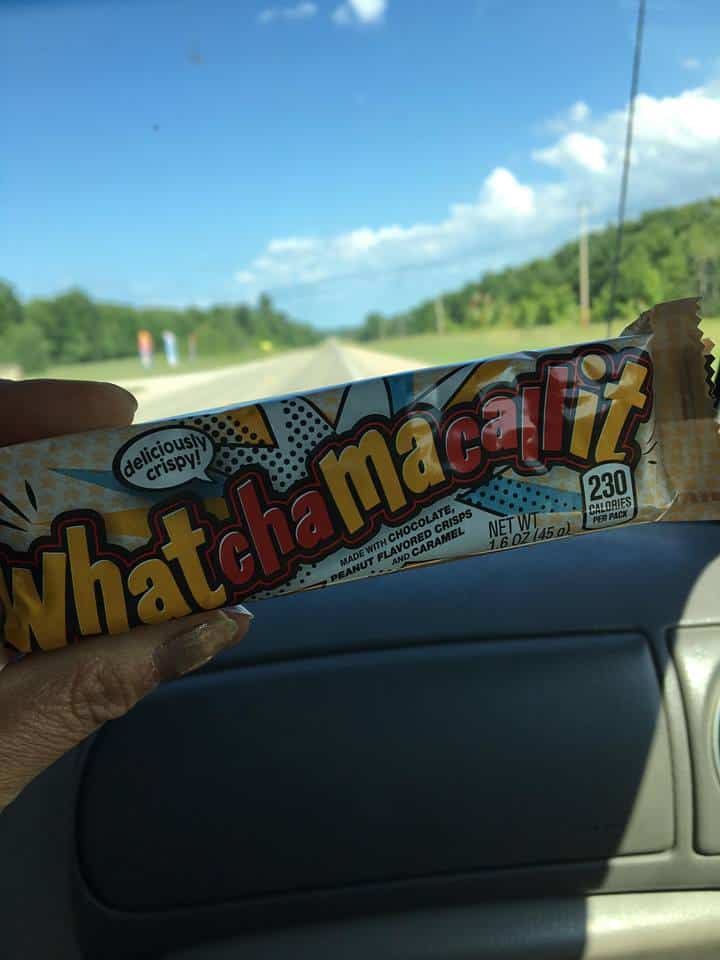 deliciously
crispy!
whatchamacallit
MADE WITH CHOCOLATE,
PEANUT FLAVORED CRISPS
AND CARAMEL
NET WT
1.6 OZ (45 g)
230
CALORIES
PER PACK